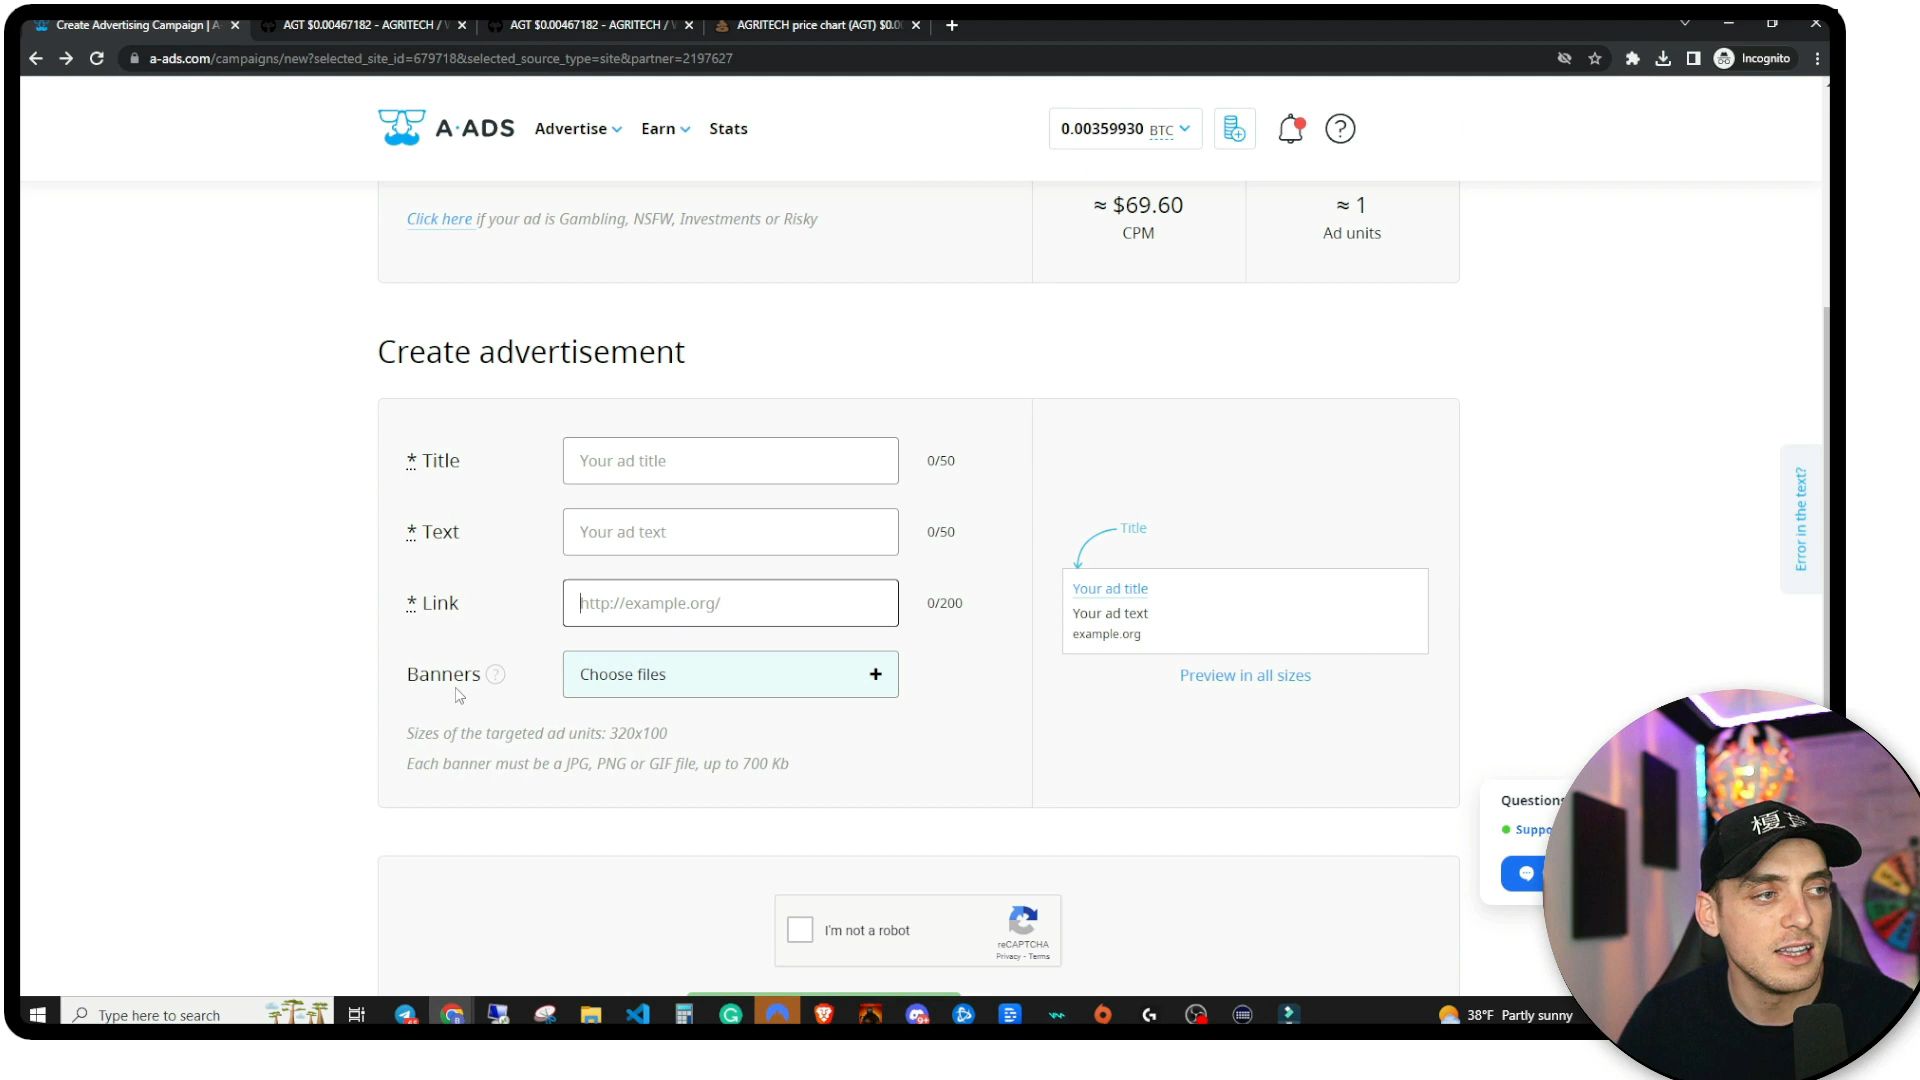 Create Advertising Campaign | A
AGT $0.00467182 - AGRITECH /
AGT $0.00467182 - AGRITECH /
AGRITECH price chart (AGT) $0.0
a-ads.com/campaigns/new?selected_site_id=679718&selected_source_type=site&partner=2197627
Incognito
A-ADS
Advertise
Earn
Stats
0.00359930 BTC
?
Click here if your ad is Gambling, NSFW, Investments or Risky
≈ $69.60
CPM
≈ 1
Ad units
Create advertisement
* Title
Your ad title
0/50
* Text
Your ad text
0/50
* Link
http://example.org/
0/200
Banners ?
Choose files +
Sizes of the targeted ad units: 320x100
Each banner must be a JPG, PNG or GIF file, up to 700 Kb
Title
Your ad title
Your ad text
example.org
Preview in all sizes
Error in the text?
Questions
Suppo
I'm not a robot
reCAPTCHA
Privacy - Terms
Type here to search
38°F Partly sunny